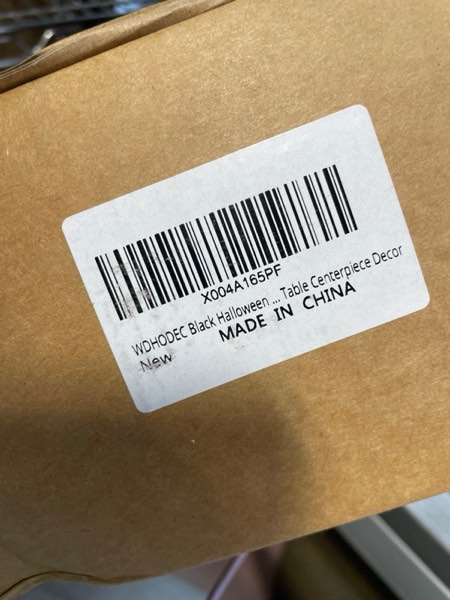 X004A165PF
WDHODEC Black Halloween ... Table Centerpiece Decor
New
MADE IN CHINA